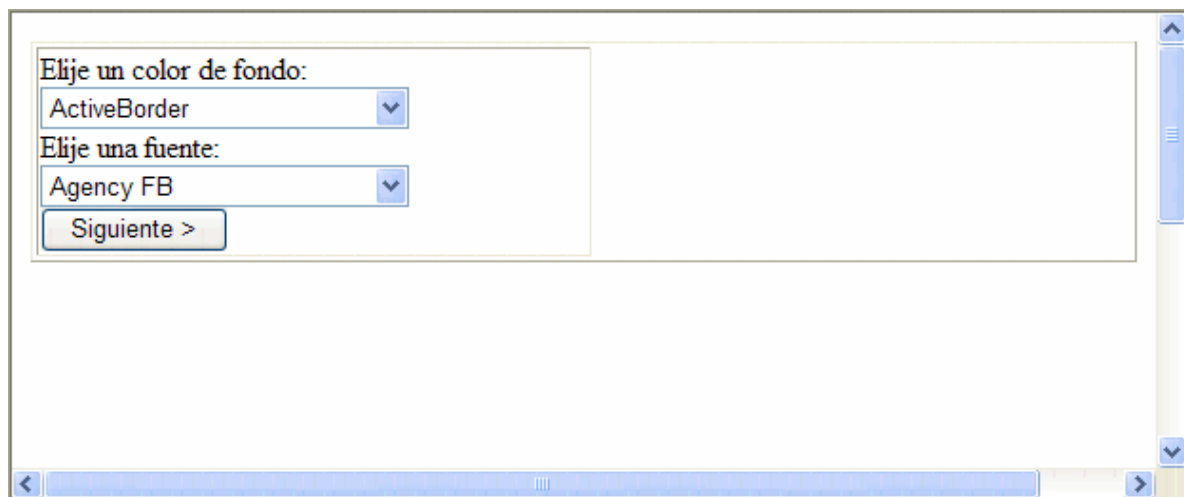 Elije un color de fondo:
ActiveBorder
Elije una fuente:
Agency FB
Siguiente >